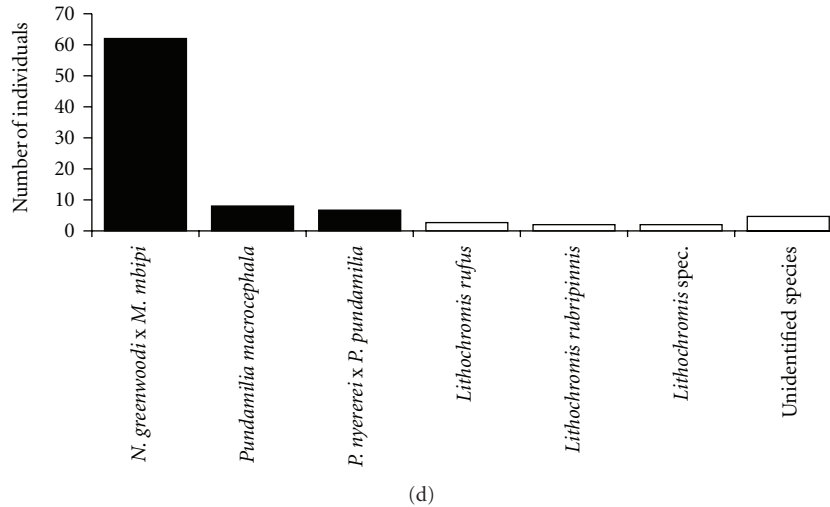 Number of individuals
70
60
50
40
30
20
10
0
N. greenwoodi x M. mbipi
Pundamilia macrocephala
P. nyererei x P. pundamilia
Lithochromis rufus
Lithochromis rubripinnis
Lithochromis spec.
Unidentified species
(d)